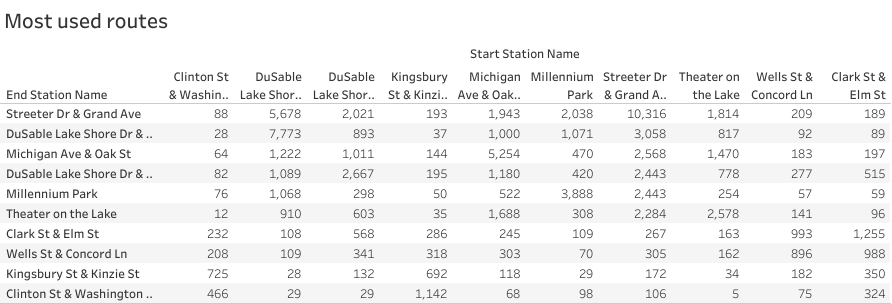 Most used routes
Start Station Name
Clinton St DuSable DuSable Kingsbury Michigan Millennium Streeter Dr Theater on Wells St & Clark St &
End Station Name & Washin.. Lake Shor.. Lake Shor.. St & Kinzi.. Ave & Oak.. Park & Grand A.. the Lake Concord Ln Elm St
Streeter Dr & Grand Ave 88 5,678 2,021 193 1,943 2,038 10,316 1,814 209 189
DuSable Lake Shore Dr & .. 28 7,773 893 37 1,000 1,071 3,058 817 92 89
Michigan Ave & Oak St 64 1,222 1,011 144 5,254 470 2,568 1,470 183 197
DuSable Lake Shore Dr & .. 82 1,089 2,667 195 1,180 420 2,443 778 277 515
Millennium Park 76 1,068 298 50 522 3,888 2,443 254 57 59
Theater on the Lake 12 910 603 35 1,688 308 2,284 2,578 141 96
Clark St & Elm St 232 108 568 286 245 109 267 163 993 1,255
Wells St & Concord Ln 208 109 341 318 303 70 305 162 896 988
Kingsbury St & Kinzie St 725 28 132 692 118 29 172 34 182 350
Clinton St & Washington .. 466 29 29 1,142 68 98 106 5 75 324